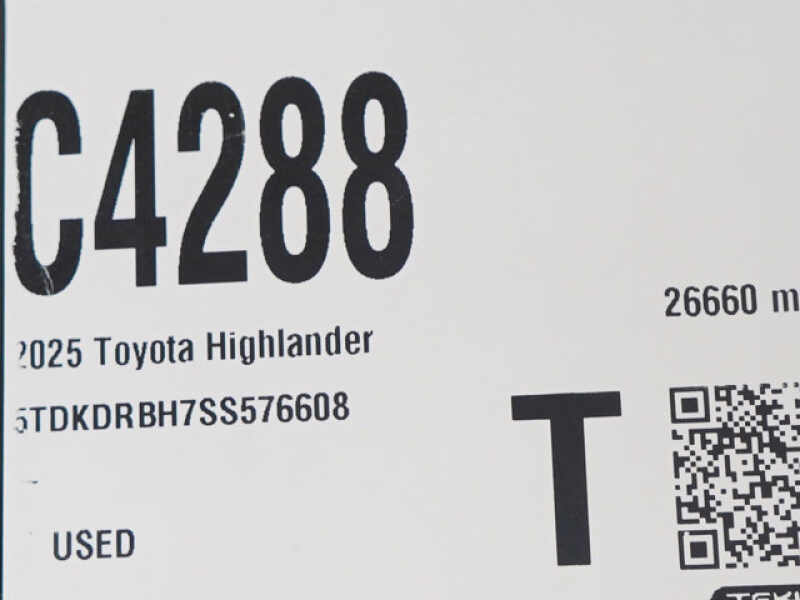 C4288
2025 Toyota Highlander
26660 m
5TDKDRBH7SS576608
T
USED